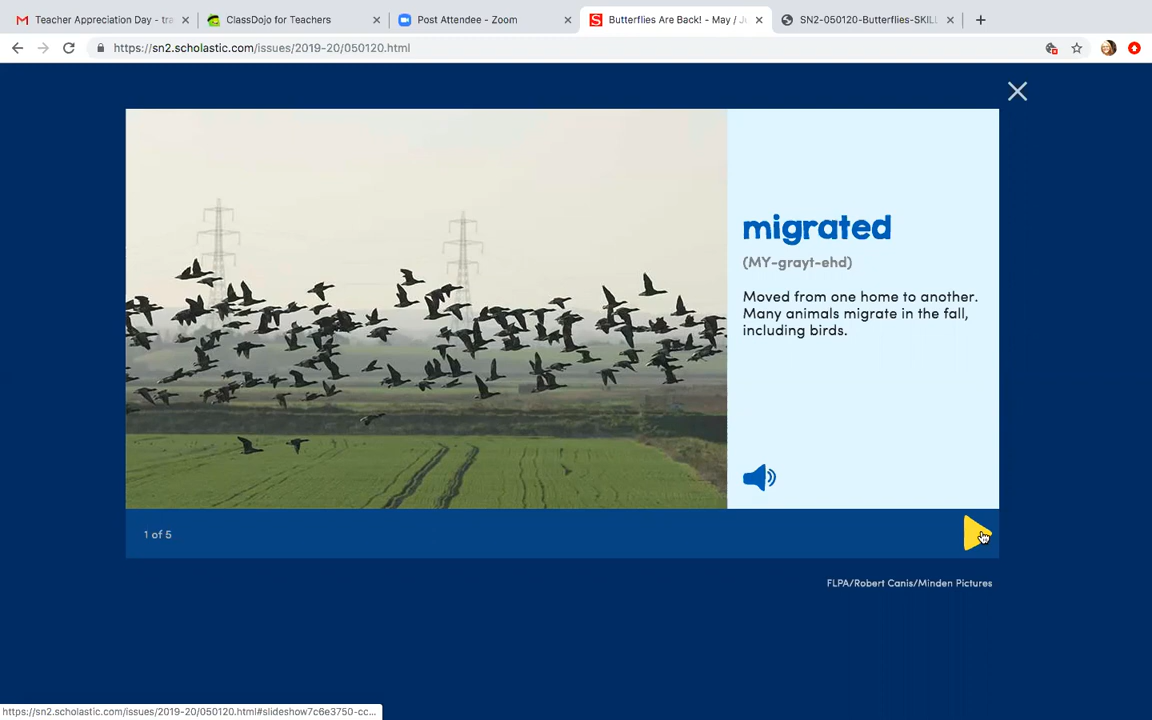 Teacher Appreciation Day - tra
ClassDojo for Teachers
Post Attendee - Zoom
Butterflies Are Back! - May / J
SN2-050120-Butterflies-SKIL
https://sn2.scholastic.com/issues/2019-20/050120.html
migrated
(MY-grayt-ehd)
Moved from one home to another.
Many animals migrate in the fall,
including birds.
1 of 5
FLPA/Robert Canis/Minden Pictures
https://sn2.scholastic.com/issues/2019-20/050120.html#slideshow7c6e3750-cc...